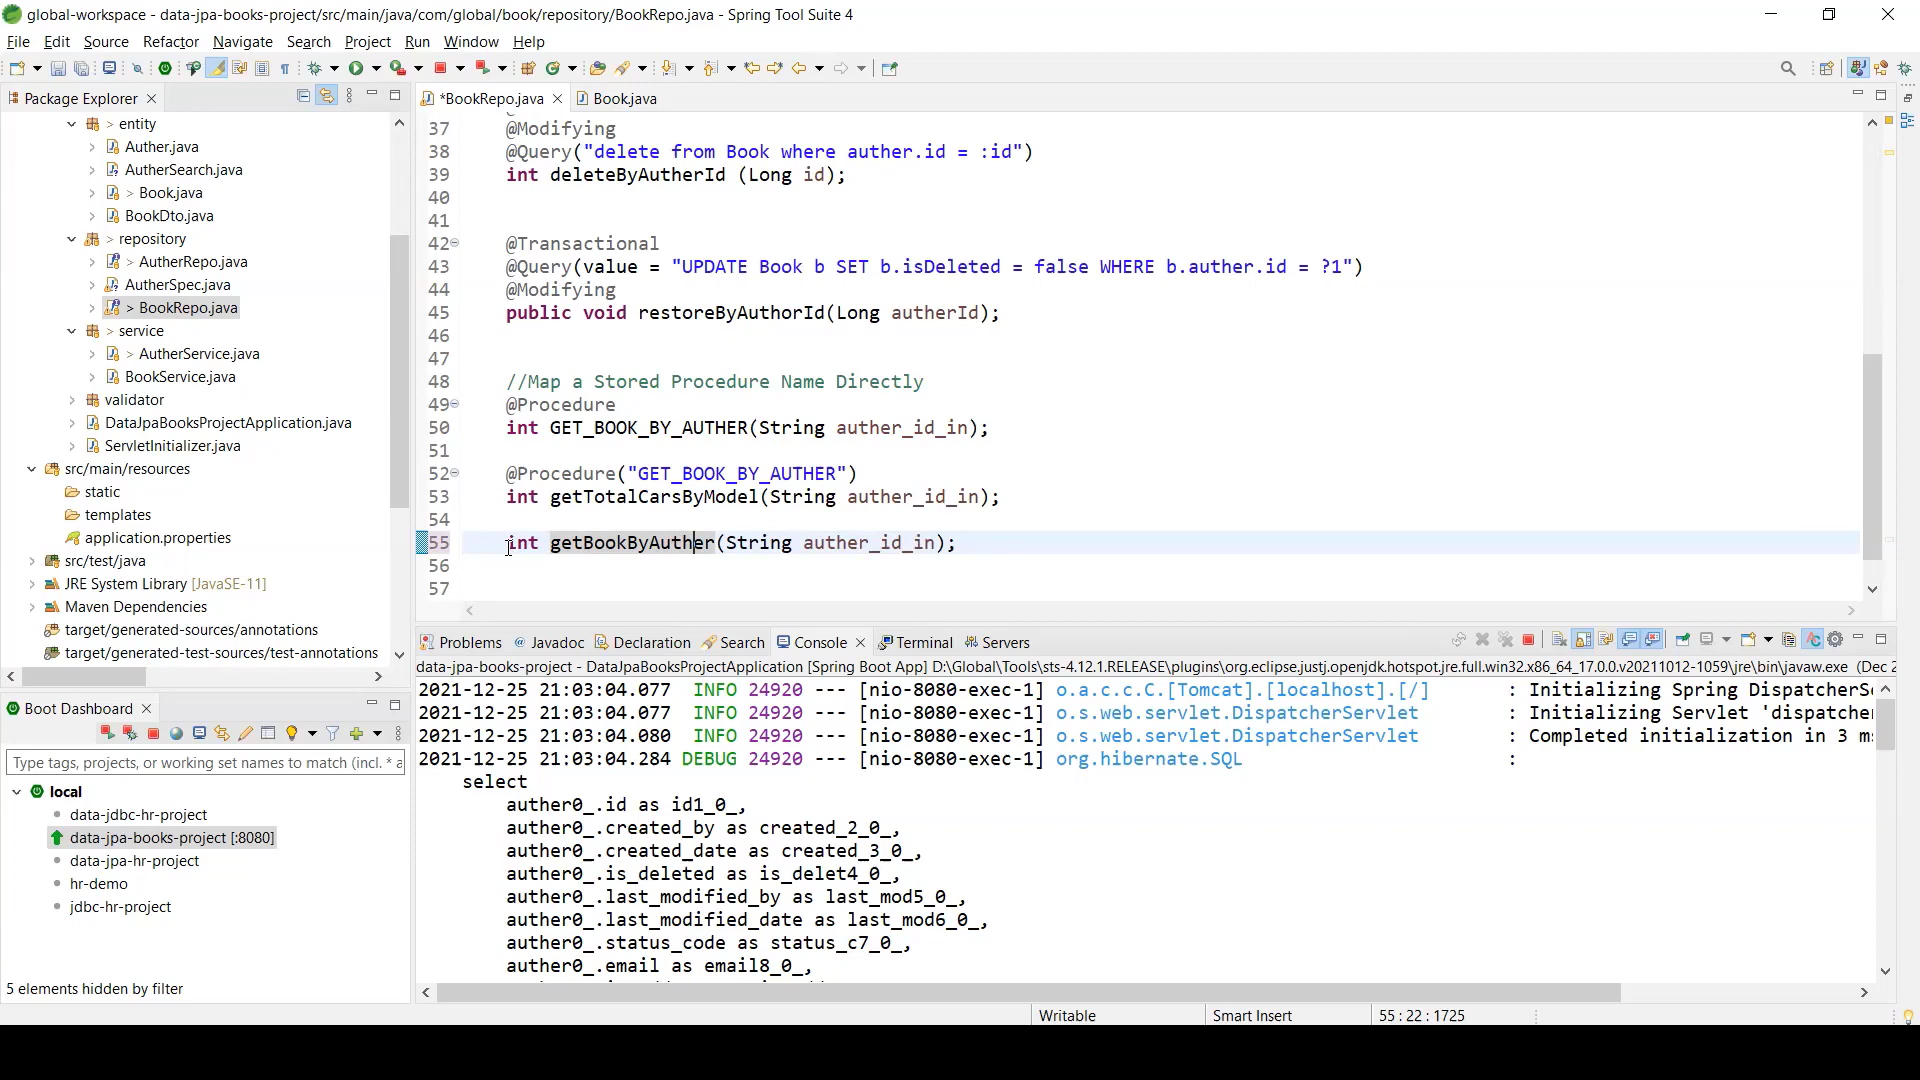 global-workspace - data-jpa-books-project/src/main/java/com/global/book/repository/BookRepo.java - Spring Tool Suite 4
File Edit Source Refactor Navigate Search Project Run Window Help
Package Explorer
> entity
Auther.java
AutherSearch.java
> Book.java
BookDto.java
> repository
> AutherRepo.java
AutherSpec.java
> BookRepo.java
> service
> AutherService.java
BookService.java
validator
DataJpaBooksProjectApplication.java
ServletInitializer.java
src/main/resources
static
templates
application.properties
src/test/java
JRE System Library [JavaSE-11]
Maven Dependencies
target/generated-sources/annotations
target/generated-test-sources/test-annotations
*BookRepo.java Book.java
37 @Modifying
38 @Query("delete from Book where auther.id = :id")
39 int deleteByAutherId (Long id);
40
41
42 @Transactional
43 @Query(value = "UPDATE Book b SET b.isDeleted = false WHERE b.auther.id = ?1")
44 @Modifying
45 public void restoreByAuthorId(Long autherId);
46
47
48 //Map a Stored Procedure Name Directly
49 @Procedure
50 int GET_BOOK_BY_AUTHER(String auther_id_in);
51
52 @Procedure("GET_BOOK_BY_AUTHER")
53 int getTotalCarsByModel(String auther_id_in);
54
55 int getBookByAuther(String auther_id_in);
56
57
Boot Dashboard
Type tags, projects, or working set names to match (incl. * a
local
data-jdbc-hr-project
data-jpa-books-project [:8080]
data-jpa-hr-project
hr-demo
jdbc-hr-project
5 elements hidden by filter
Problems @ Javadoc Declaration Search Console Terminal Servers
data-jpa-books-project - DataJpaBooksProjectApplication [Spring Boot App] D:\Global\Tools\sts-4.12.1.RELEASE\plugins\org.eclipse.justj.openjdk.hotspot.jre.full.win32.x86_64_17.0.0.v20211012-1059\jre\bin\javaw.exe (Dec 2
2021-12-25 21:03:04.077 INFO 24920 --- [nio-8080-exec-1] o.a.c.c.C.[Tomcat].[localhost].[/] : Initializing Spring DispatcherSe
2021-12-25 21:03:04.077 INFO 24920 --- [nio-8080-exec-1] o.s.web.servlet.DispatcherServlet : Initializing Servlet 'dispatcher
2021-12-25 21:03:04.080 INFO 24920 --- [nio-8080-exec-1] o.s.web.servlet.DispatcherServlet : Completed initialization in 3 ms
2021-12-25 21:03:04.284 DEBUG 24920 --- [nio-8080-exec-1] org.hibernate.SQL :
select
auther0_.id as id1_0_,
auther0_.created_by as created_2_0_,
auther0_.created_date as created_3_0_,
auther0_.is_deleted as is_delet4_0_,
auther0_.last_modified_by as last_mod5_0_,
auther0_.last_modified_date as last_mod6_0_,
auther0_.status_code as status_c7_0_,
auther0_.email as email8_0_,
Writable Smart Insert 55 : 22 : 1725